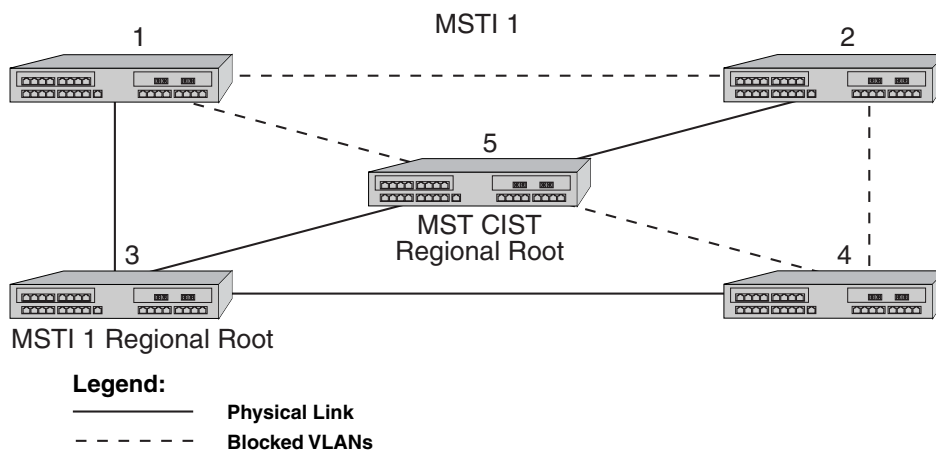 MSTI 1
1
2
5
MST CIST
Regional Root
3
4
MSTI 1 Regional Root
Legend:
Physical Link
Blocked VLANs